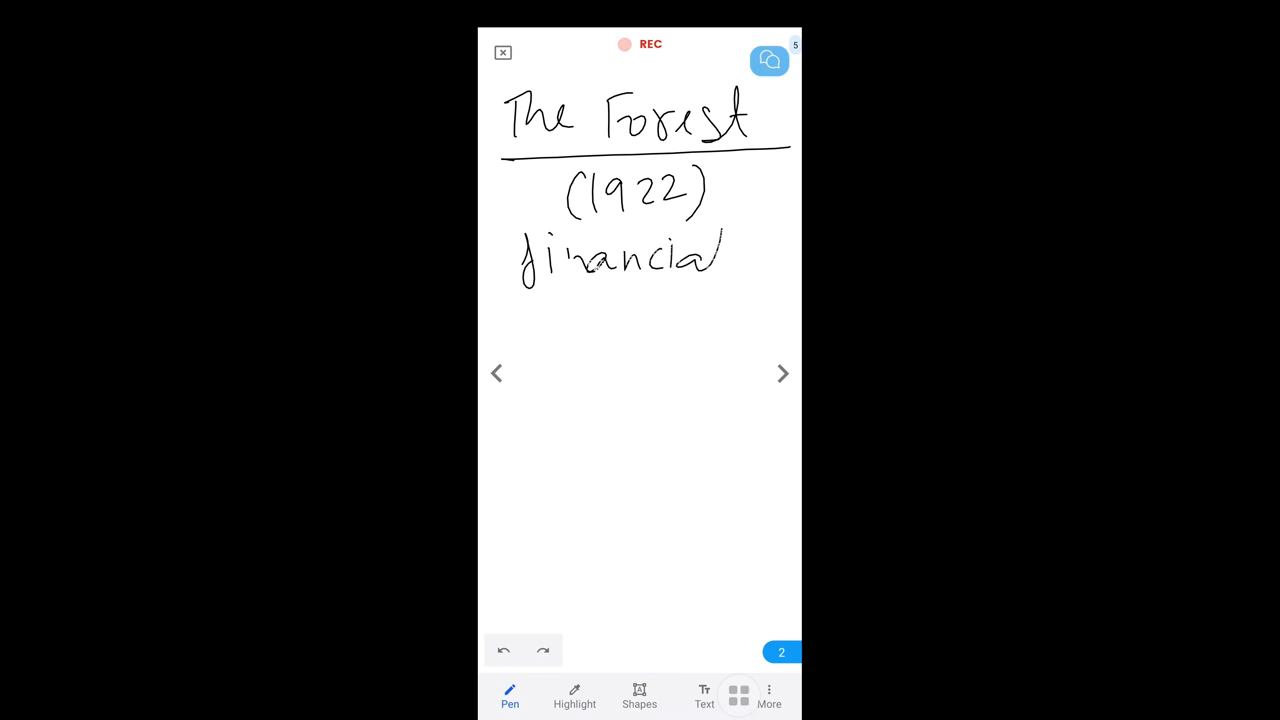 REC
5
The Forest
(1922)
financial
2
Pen Highlight Shapes Text More